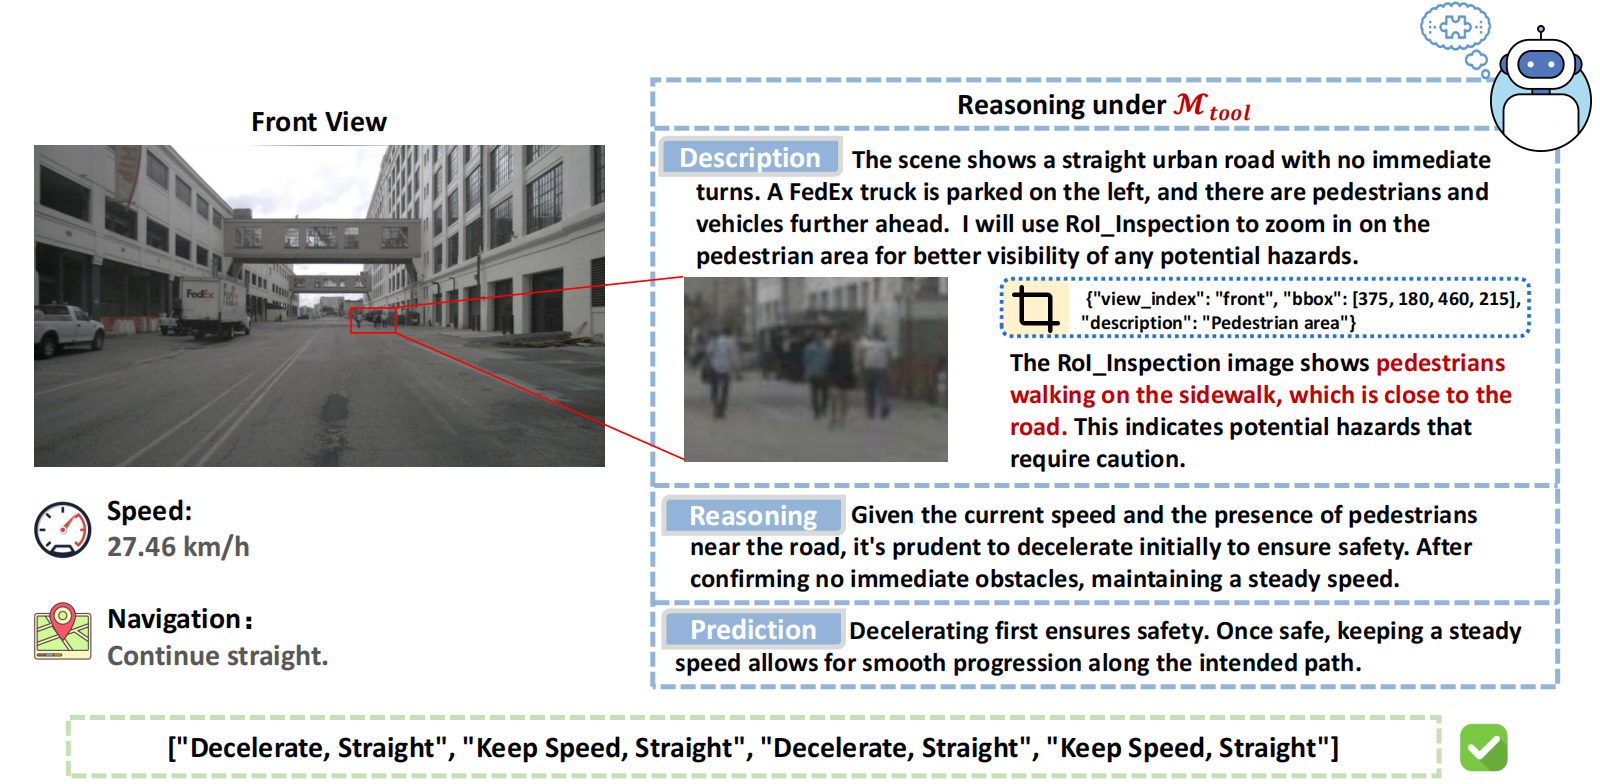 Front View
FedEx
FedEx
Speed:
27.46 km/h
Navigation：
Continue straight.
Reasoning under ℳtool
Description The scene shows a straight urban road with no immediate
turns. A FedEx truck is parked on the left, and there are pedestrians and
vehicles further ahead. I will use RoI_Inspection to zoom in on the
pedestrian area for better visibility of any potential hazards.
{"view_index": "front", "bbox": [375, 180, 460, 215],
"description": "Pedestrian area"}
The RoI_Inspection image shows pedestrians
walking on the sidewalk, which is close to the
road. This indicates potential hazards that
require caution.
Reasoning Given the current speed and the presence of pedestrians
near the road, it's prudent to decelerate initially to ensure safety. After
confirming no immediate obstacles, maintaining a steady speed.
Prediction Decelerating first ensures safety. Once safe, keeping a steady
speed allows for smooth progression along the intended path.
["Decelerate, Straight", "Keep Speed, Straight", "Decelerate, Straight", "Keep Speed, Straight"]